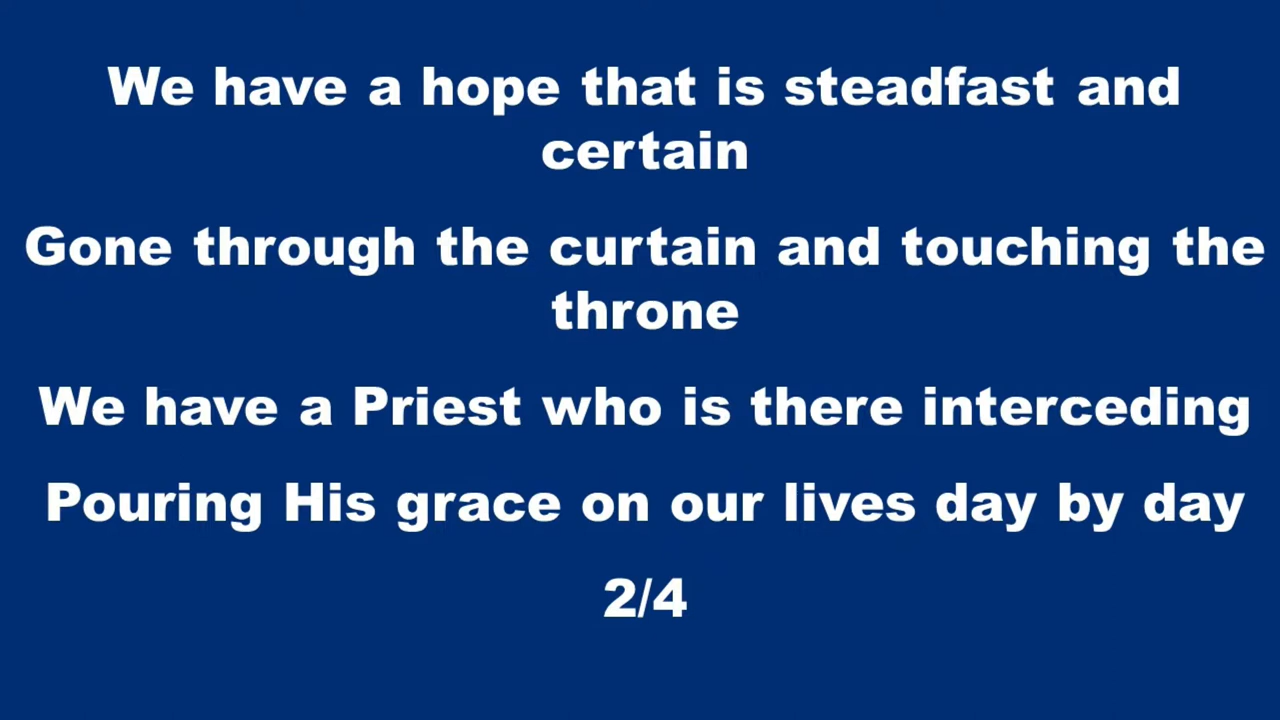 We have a hope that is steadfast and
certain
Gone through the curtain and touching the
throne
We have a Priest who is there interceding
Pouring His grace on our lives day by day
2/4